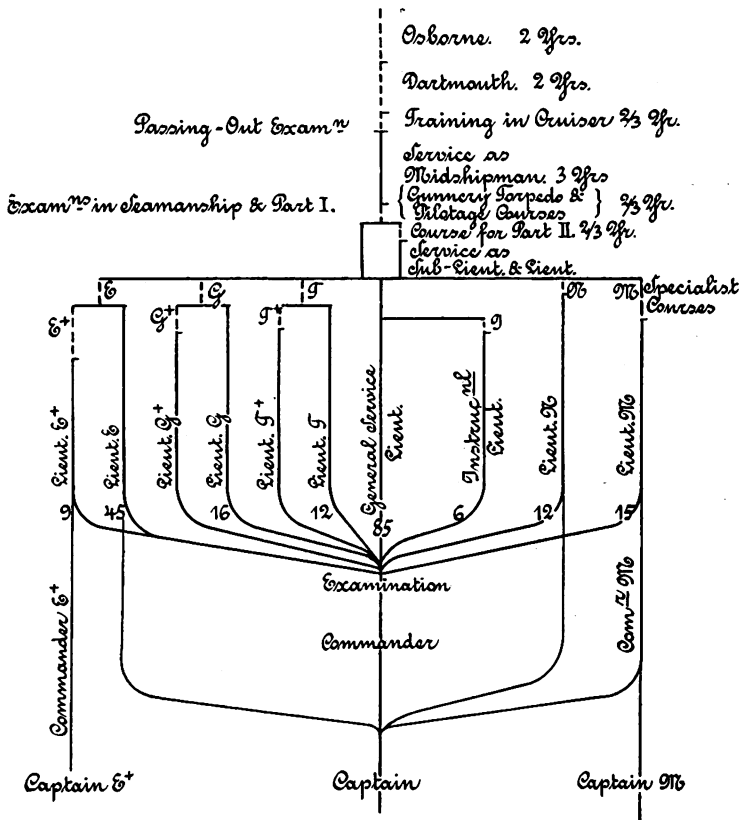 Osborne. 2 Yrs.
Dartmouth. 2 Yrs.
Training in Cruiser 2/3 Yr.
Passing-Out Examn
Service as
Midshipman. 3 Yrs
Examns in Seamanship & Part I.
{ Gunnery Torpedo & } 2/3 Yr.
Pilotage Courses
Course for Part II. 2/3 Yr.
Service as
Sub-Lieut. & Lieut.
E G T N M Specialist
Courses
E+ G+ T+ I
Lieut. E+
Lieut. E
Lieut. G+
Lieut. G
Lieut. T+
Lieut. T
General Service
Lieut.
Instrucnl
Lieut.
Lieut. N
Lieut. M
9 45 16 12 85 6 12 15
Examination
Commander E+
Commander
Comr M
Captain E+ Captain Captain M